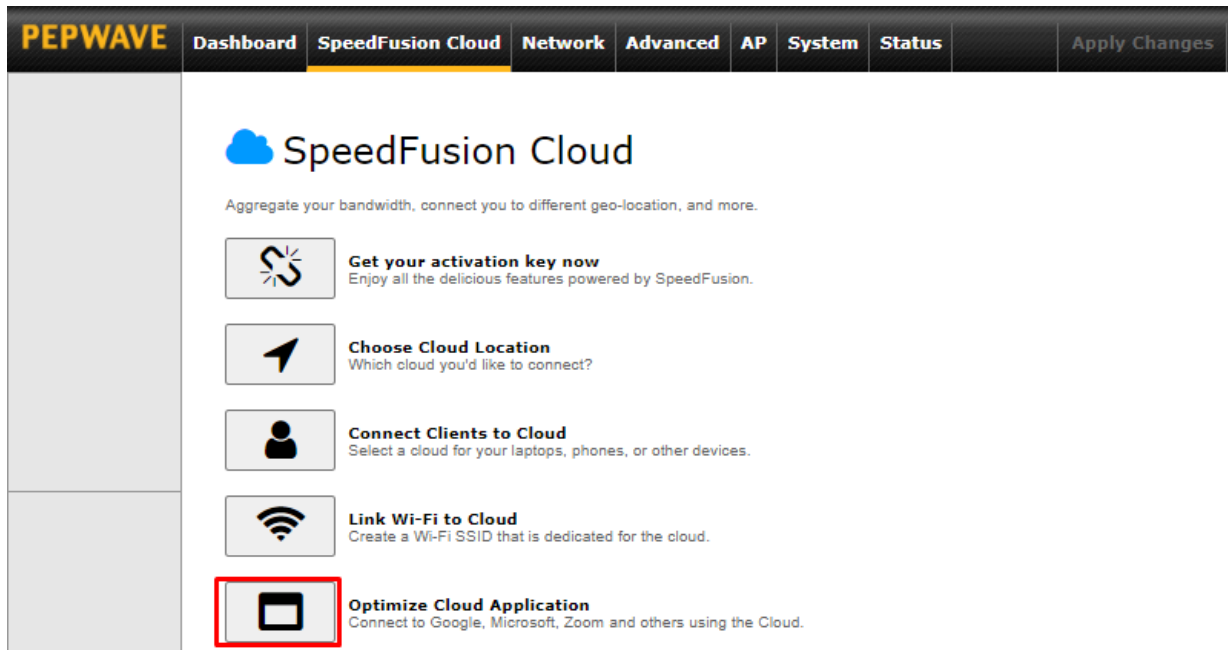 PEPWAVE Dashboard SpeedFusion Cloud Network Advanced AP System Status Apply Changes
SpeedFusion Cloud
Aggregate your bandwidth, connect you to different geo-location, and more.
Get your activation key now
Enjoy all the delicious features powered by SpeedFusion.
Choose Cloud Location
Which cloud you'd like to connect?
Connect Clients to Cloud
Select a cloud for your laptops, phones, or other devices.
Link Wi-Fi to Cloud
Create a Wi-Fi SSID that is dedicated for the cloud.
Optimize Cloud Application
Connect to Google, Microsoft, Zoom and others using the Cloud.